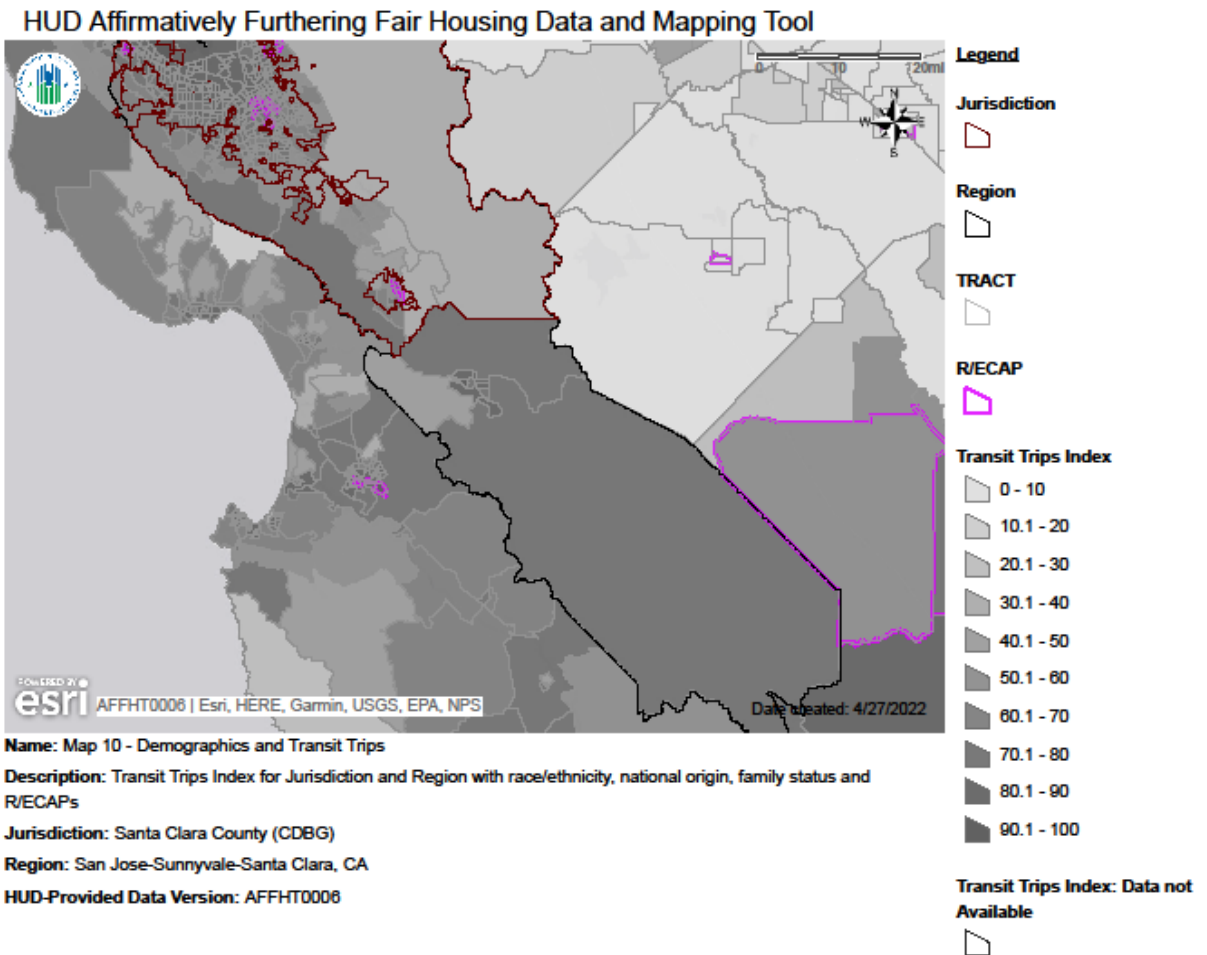 HUD Affirmatively Furthering Fair Housing Data and Mapping Tool
0 10 20mi
N
W E
S
POWERED BY
esri
AFFHT0006 | Esri, HERE, Garmin, USGS, EPA, NPS
Date created: 4/27/2022
Legend
Jurisdiction
Region
TRACT
R/ECAP
Transit Trips Index
0 - 10
10.1 - 20
20.1 - 30
30.1 - 40
40.1 - 50
50.1 - 60
60.1 - 70
70.1 - 80
80.1 - 90
90.1 - 100
Transit Trips Index: Data not
Available
Name: Map 10 - Demographics and Transit Trips
Description: Transit Trips Index for Jurisdiction and Region with race/ethnicity, national origin, family status and
R/ECAPs
Jurisdiction: Santa Clara County (CDBG)
Region: San Jose-Sunnyvale-Santa Clara, CA
HUD-Provided Data Version: AFFHT0006